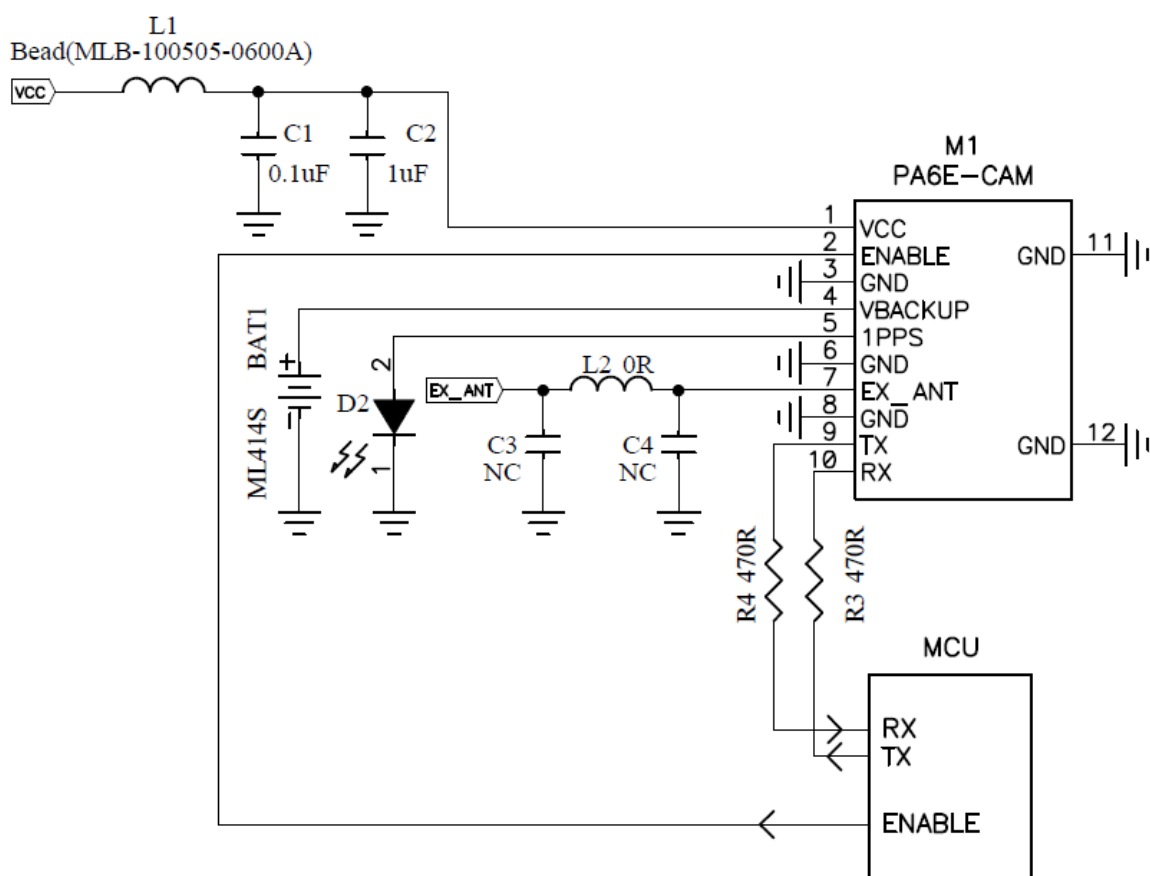 L1
Bead(MLB-100505-0600A)
VCC
C1
0.1uF
C2
1uF
M1
PA6E-CAM
1
VCC
2
ENABLE
3
GND
4
VBACKUP
5
1PPS
6
GND
7
EX_ANT
8
GND
9
TX
10
RX
GND
11
GND
12
BAT1
+
ML414S
2
D2
1
EX_ANT
L2 0R
C3
NC
C4
NC
R4 470R
R3 470R
MCU
RX
TX
ENABLE